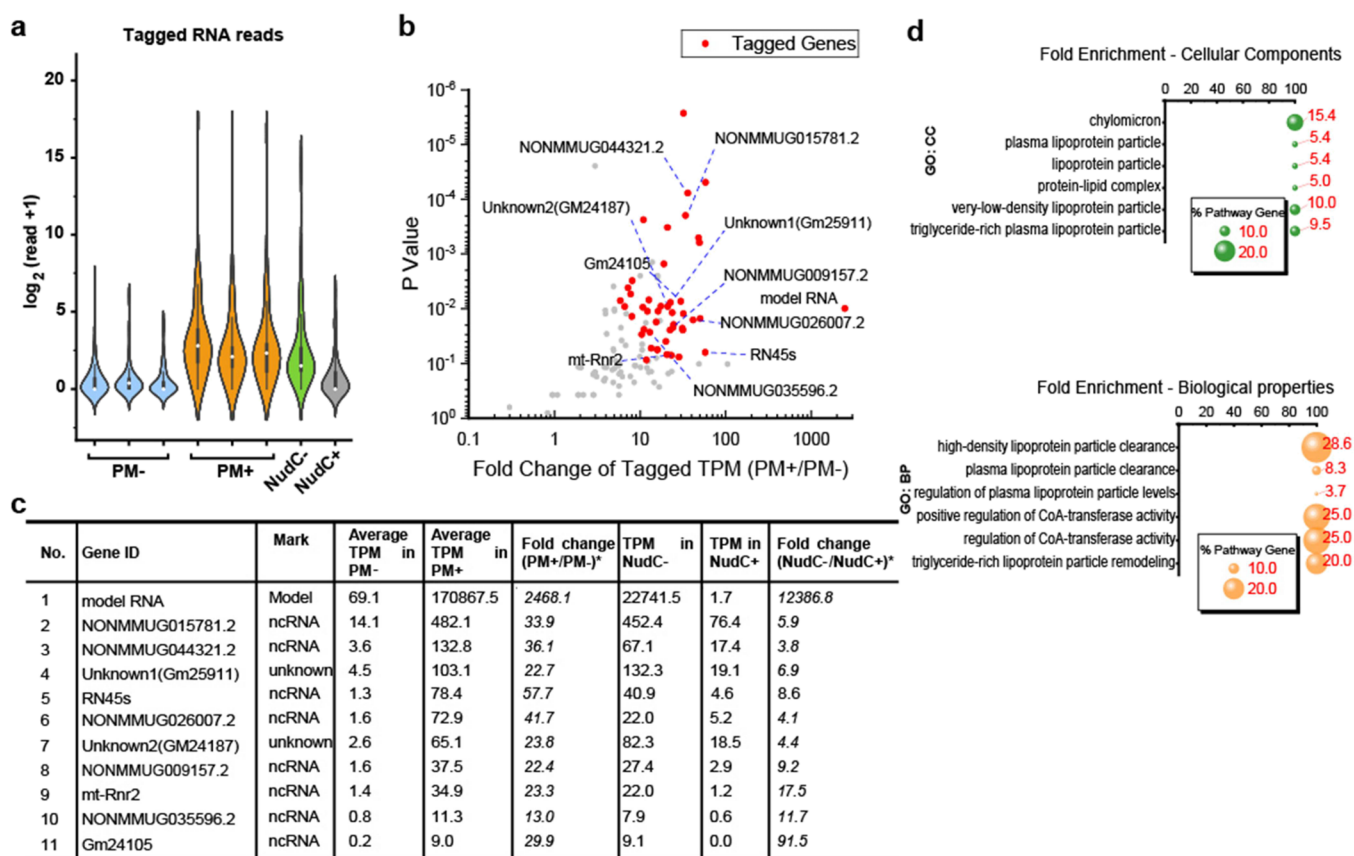 a
Tagged RNA reads
log2 (read +1)
20
15
10
5
0
PM-
PM+
NudC-
NudC+
b
Tagged Genes
P Value
10-6
10-5
10-4
10-3
10-2
10-1
100
NONMMUG044321.2
NONMMUG015781.2
Unknown2(GM24187)
Unknown1(Gm25911)
Gm24105
NONMMUG009157.2
model RNA
NONMMUG026007.2
mt-Rnr2
RN45s
NONMMUG035596.2
0.1 1 10 100 1000
Fold Change of Tagged TPM (PM+/PM-)
c
No. Gene ID Mark Average TPM in PM- Average TPM in PM+ Fold change (PM+/PM-)* TPM in NudC- TPM in NudC+ Fold change (NudC-/NudC+)*
1 model RNA Model 69.1 170867.5 2468.1 22741.5 1.7 12386.8
2 NONMMUG015781.2 ncRNA 14.1 482.1 33.9 452.4 76.4 5.9
3 NONMMUG044321.2 ncRNA 3.6 132.8 36.1 67.1 17.4 3.8
4 Unknown1(Gm25911) unknown 4.5 103.1 22.7 132.3 19.1 6.9
5 RN45s ncRNA 1.3 78.4 57.7 40.9 4.6 8.6
6 NONMMUG026007.2 ncRNA 1.6 72.9 41.7 22.0 5.2 4.1
7 Unknown2(GM24187) unknown 2.6 65.1 23.8 82.3 18.5 4.4
8 NONMMUG009157.2 ncRNA 1.6 37.5 22.4 27.4 2.9 9.2
9 mt-Rnr2 ncRNA 1.4 34.9 23.3 22.0 1.2 17.5
10 NONMMUG035596.2 ncRNA 0.8 11.3 13.0 7.9 0.6 11.7
11 Gm24105 ncRNA 0.2 9.0 29.9 9.1 0.0 91.5
d
Fold Enrichment - Cellular Components
0 20 40 60 80 100
GO: CC
chylomicron 15.4
plasma lipoprotein particle 5.4
lipoprotein particle 5.4
protein-lipid complex 5.0
very-low-density lipoprotein particle 10.0
triglyceride-rich plasma lipoprotein particle 9.5
% Pathway Gene
10.0
20.0
Fold Enrichment - Biological properties
0 20 40 60 80 100
GO: BP
high-density lipoprotein particle clearance 28.6
plasma lipoprotein particle clearance 8.3
regulation of plasma lipoprotein particle levels 3.7
positive regulation of CoA-transferase activity 25.0
regulation of CoA-transferase activity 25.0
triglyceride-rich lipoprotein particle remodeling 20.0
% Pathway Gene
10.0
20.0